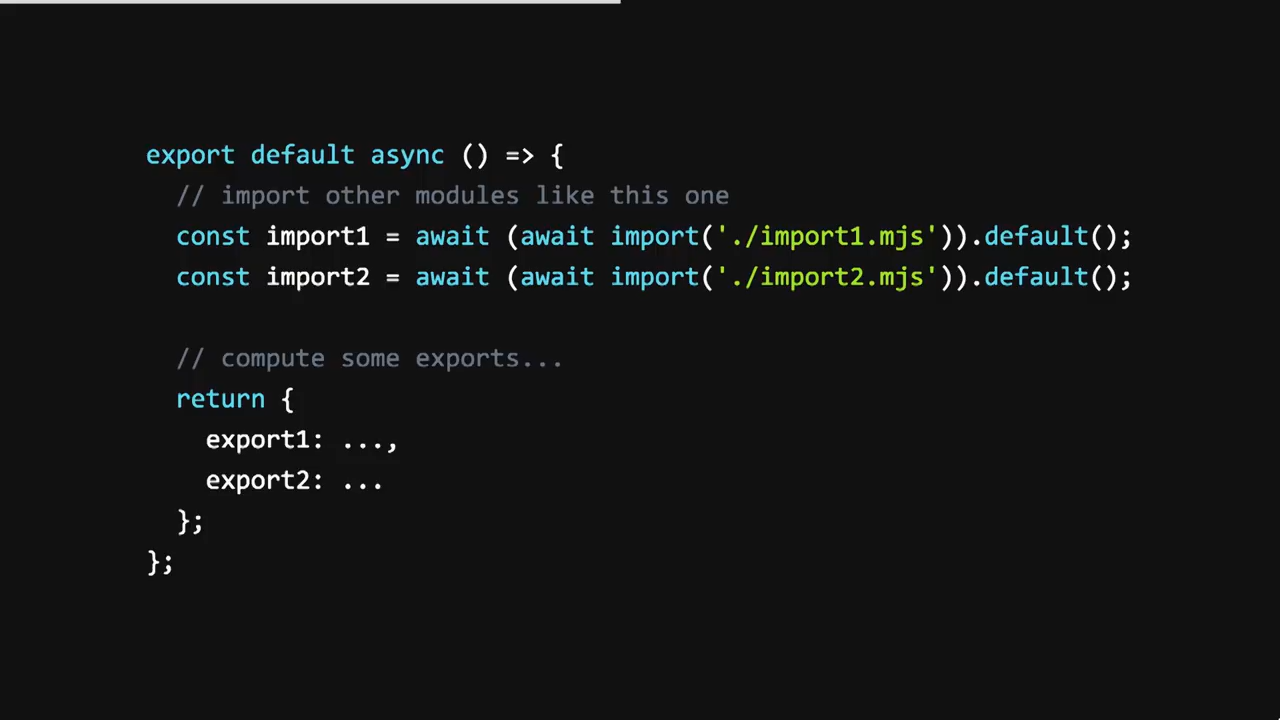 export default async () => {
// import other modules like this one
const import1 = await (await import('./import1.mjs')).default();
const import2 = await (await import('./import2.mjs')).default();
// compute some exports...
return {
export1: ...,
export2: ...
};
};